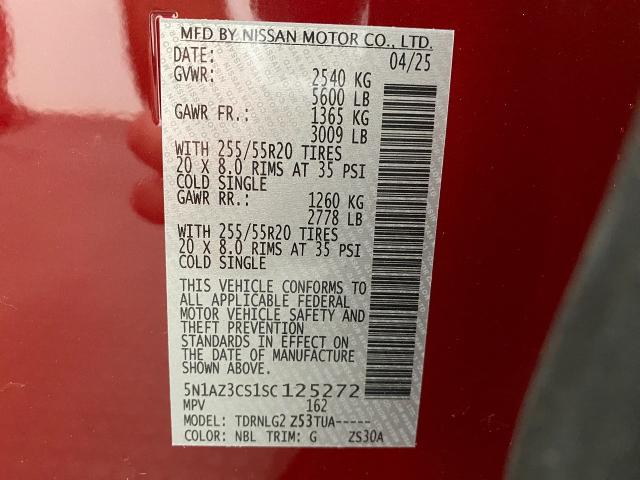 MFD BY NISSAN MOTOR CO., LTD.
DATE: 04/25
GVWR: 2540 KG
5600 LB
GAWR FR.: 1365 KG
3009 LB
WITH 255/55R20 TIRES
20 X 8.0 RIMS AT 35 PSI
COLD SINGLE
GAWR RR.: 1260 KG
2778 LB
WITH 255/55R20 TIRES
20 X 8.0 RIMS AT 35 PSI
COLD SINGLE
THIS VEHICLE CONFORMS TO
ALL APPLICABLE FEDERAL
MOTOR VEHICLE SAFETY AND
THEFT PREVENTION
STANDARDS IN EFFECT ON
THE DATE OF MANUFACTURE
SHOWN ABOVE.
5N1AZ3CS1SC125272
MPV 162
MODEL: TDRNLG2 Z53TUA-----
COLOR: NBL TRIM: G ZS30A